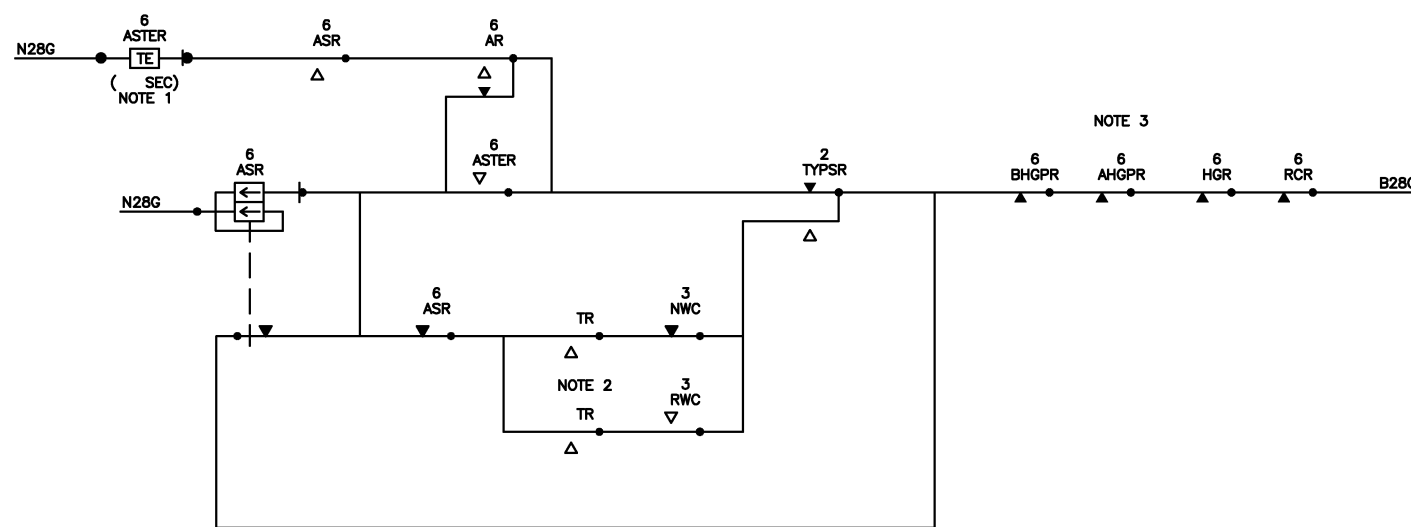 6
ASTER
N28G
TE
( SEC)
NOTE 1
6
ASR
6
AR
NOTE 3
6
ASR
N28G
6
ASTER
2
TYPSR
6
BHGPR
6
AHGPR
6
HGR
6
RCR
B28G
6
ASR
TR
3
NWC
NOTE 2
TR
3
RWC